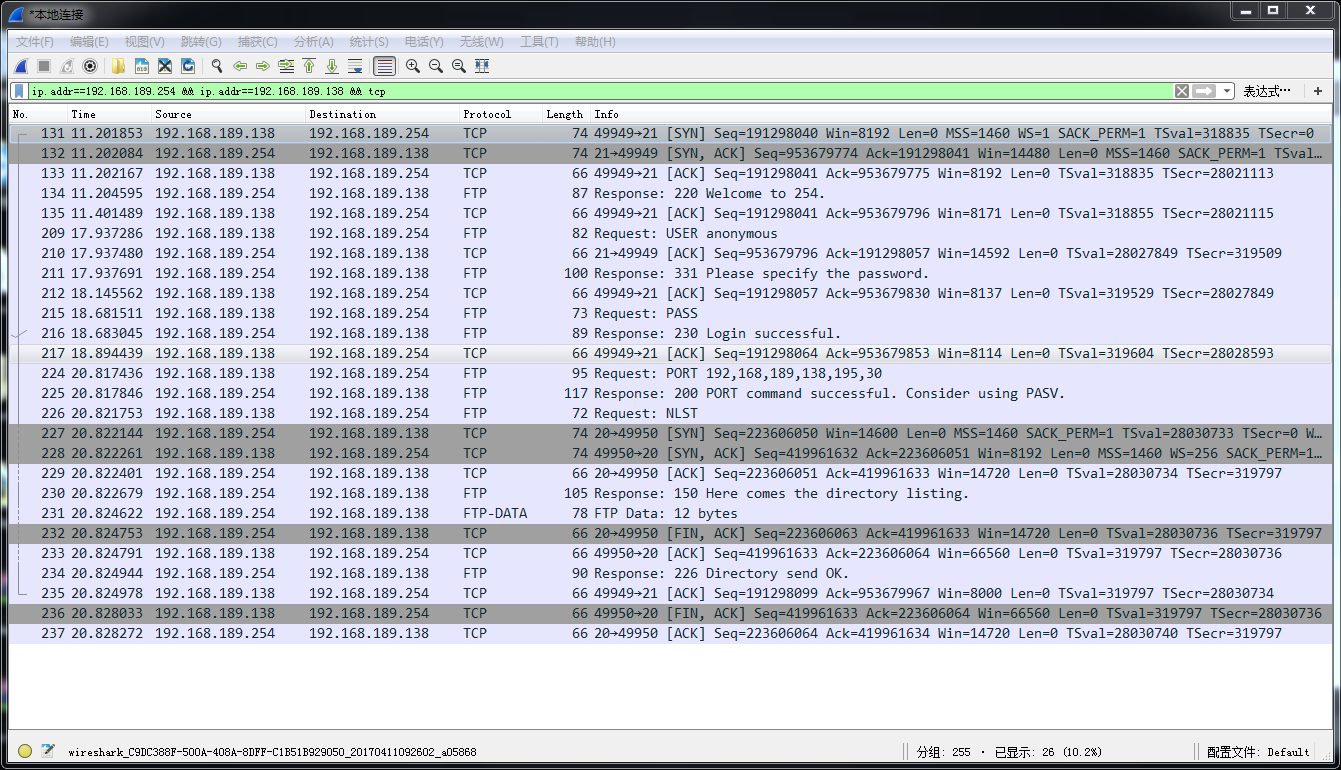 *本地连接
文件(F) 编辑(E) 视图(V) 跳转(G) 捕获(C) 分析(A) 统计(S) 电话(Y) 无线(W) 工具(T) 帮助(H)
ip.addr==192.168.189.254 && ip.addr==192.168.189.138 && tcp 表达式… +
No. Time Source Destination Protocol Length Info
131 11.201853 192.168.189.138 192.168.189.254 TCP 74 49949→21 [SYN] Seq=191298040 Win=8192 Len=0 MSS=1460 WS=1 SACK_PERM=1 TSval=318835 TSecr=0
132 11.202084 192.168.189.254 192.168.189.138 TCP 74 21→49949 [SYN, ACK] Seq=953679774 Ack=191298041 Win=14480 Len=0 MSS=1460 SACK_PERM=1 TSval…
133 11.202167 192.168.189.138 192.168.189.254 TCP 66 49949→21 [ACK] Seq=191298041 Ack=953679775 Win=8192 Len=0 TSval=318835 TSecr=28021113
134 11.204595 192.168.189.254 192.168.189.138 FTP 87 Response: 220 Welcome to 254.
135 11.401489 192.168.189.138 192.168.189.254 TCP 66 49949→21 [ACK] Seq=191298041 Ack=953679796 Win=8171 Len=0 TSval=318855 TSecr=28021115
209 17.937286 192.168.189.138 192.168.189.254 FTP 82 Request: USER anonymous
210 17.937480 192.168.189.254 192.168.189.138 TCP 66 21→49949 [ACK] Seq=953679796 Ack=191298057 Win=14592 Len=0 TSval=28027849 TSecr=319509
211 17.937691 192.168.189.254 192.168.189.138 FTP 100 Response: 331 Please specify the password.
212 18.145562 192.168.189.138 192.168.189.254 TCP 66 49949→21 [ACK] Seq=191298057 Ack=953679830 Win=8137 Len=0 TSval=319529 TSecr=28027849
215 18.681511 192.168.189.138 192.168.189.254 FTP 73 Request: PASS
216 18.683045 192.168.189.254 192.168.189.138 FTP 89 Response: 230 Login successful.
217 18.894439 192.168.189.138 192.168.189.254 TCP 66 49949→21 [ACK] Seq=191298064 Ack=953679853 Win=8114 Len=0 TSval=319604 TSecr=28028593
224 20.817436 192.168.189.138 192.168.189.254 FTP 95 Request: PORT 192,168,189,138,195,30
225 20.817846 192.168.189.254 192.168.189.138 FTP 117 Response: 200 PORT command successful. Consider using PASV.
226 20.821753 192.168.189.138 192.168.189.254 FTP 72 Request: NLST
227 20.822144 192.168.189.254 192.168.189.138 TCP 74 20→49950 [SYN] Seq=223606050 Win=14600 Len=0 MSS=1460 SACK_PERM=1 TSval=28030733 TSecr=0 W…
228 20.822261 192.168.189.138 192.168.189.254 TCP 74 49950→20 [SYN, ACK] Seq=419961632 Ack=223606051 Win=8192 Len=0 MSS=1460 WS=256 SACK_PERM=1…
229 20.822401 192.168.189.254 192.168.189.138 TCP 66 20→49950 [ACK] Seq=223606051 Ack=419961633 Win=14720 Len=0 TSval=28030734 TSecr=319797
230 20.822679 192.168.189.254 192.168.189.138 FTP 105 Response: 150 Here comes the directory listing.
231 20.824622 192.168.189.254 192.168.189.138 FTP-DATA 78 FTP Data: 12 bytes
232 20.824753 192.168.189.254 192.168.189.138 TCP 66 20→49950 [FIN, ACK] Seq=223606063 Ack=419961633 Win=14720 Len=0 TSval=28030736 TSecr=319797
233 20.824791 192.168.189.138 192.168.189.254 TCP 66 49950→20 [ACK] Seq=419961633 Ack=223606064 Win=66560 Len=0 TSval=319797 TSecr=28030736
234 20.824944 192.168.189.254 192.168.189.138 FTP 90 Response: 226 Directory send OK.
235 20.824978 192.168.189.138 192.168.189.254 TCP 66 49949→21 [ACK] Seq=191298099 Ack=953679967 Win=8000 Len=0 TSval=319797 TSecr=28030734
236 20.828033 192.168.189.138 192.168.189.254 TCP 66 49950→20 [FIN, ACK] Seq=419961633 Ack=223606064 Win=66560 Len=0 TSval=319797 TSecr=28030736
237 20.828272 192.168.189.254 192.168.189.138 TCP 66 20→49950 [ACK] Seq=223606064 Ack=419961634 Win=14720 Len=0 TSval=28030740 TSecr=319797
wireshark_C9DC388F-500A-408A-8DFF-C1B51B929050_20170411092602_a05868 分组: 255 · 已显示: 26 (10.2%) 配置文件: Default